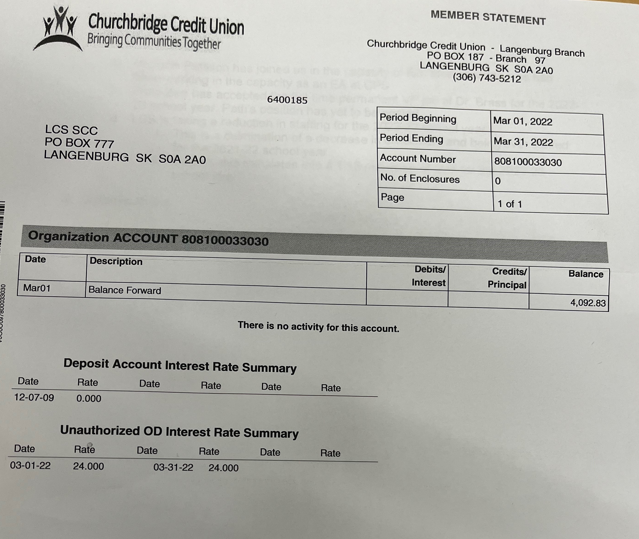 Churchbridge Credit Union
Bringing Communities Together
MEMBER STATEMENT
Churchbridge Credit Union - Langenburg Branch
PO BOX 187 - Branch 97
LANGENBURG SK S0A 2A0
(306) 743-5212
6400185
LCS SCC
PO BOX 777
LANGENBURG SK S0A 2A0
Period Beginning Mar 01, 2022
Period Ending Mar 31, 2022
Account Number 808100033030
No. of Enclosures 0
Page 1 of 1
Organization ACCOUNT 808100033030
Date Description Debits/ Interest Credits/ Principal Balance
Mar01 Balance Forward 4,092.83
There is no activity for this account.
Deposit Account Interest Rate Summary
Date Rate Date Rate Date Rate
12-07-09 0.000
Unauthorized OD Interest Rate Summary
Date Rate Date Rate Date Rate
03-01-22 24.000 03-31-22 24.000